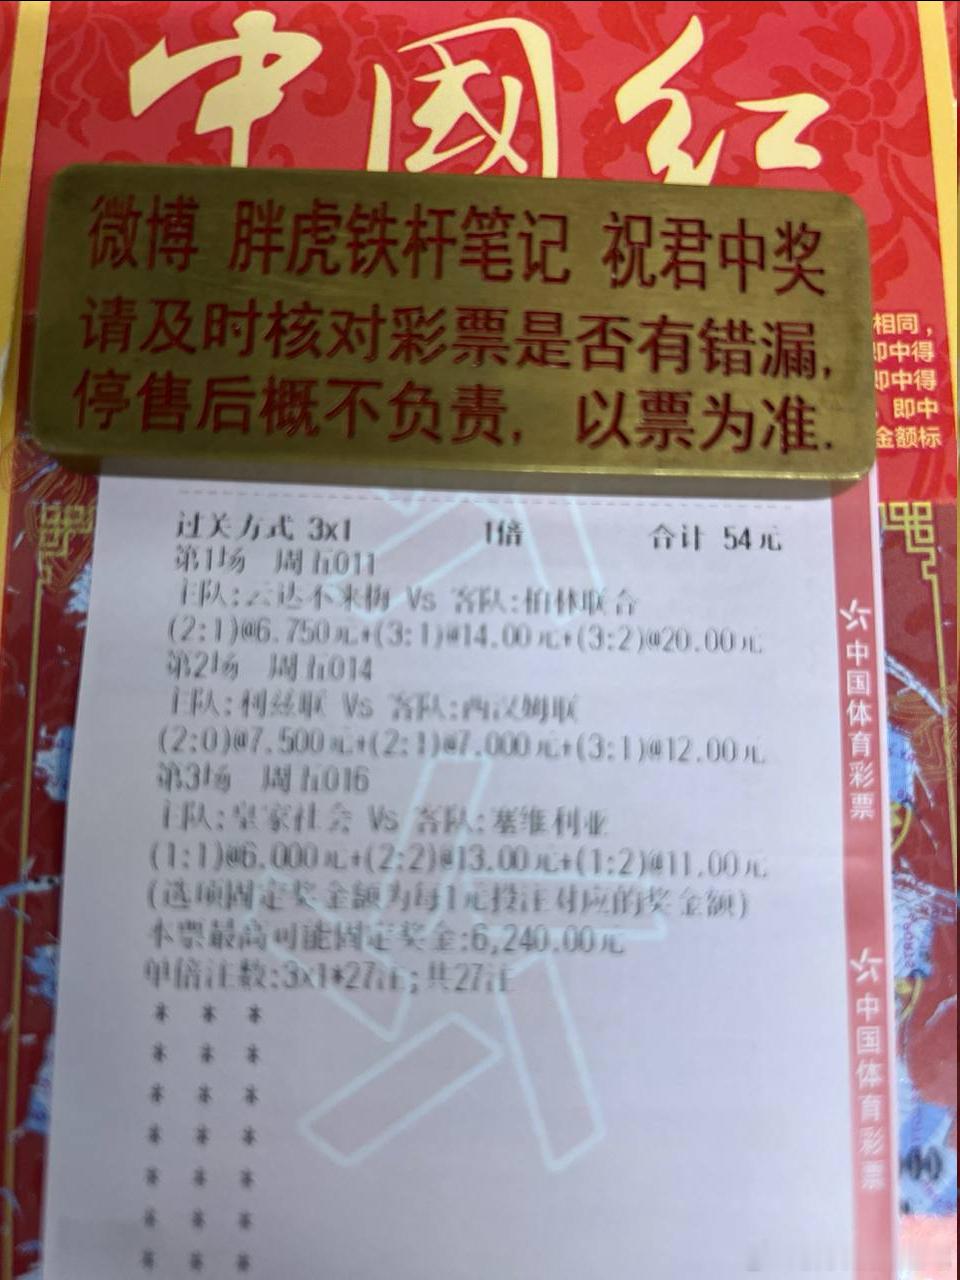 中國红
微博 胖虎铁杆笔记 祝君中奖
请及时核对彩票是否有错漏,
停售后概不负责, 以票为准.
相同,
即中得
即中得
, 即中
金额标
过关方式 3x1 1倍 合计 54元
第1场 周五011
主队:云达不来梅 Vs 客队:柏林联合
(2:1)@6.750元+(3:1)@14.00元+(3:2)@20.00元
第2场 周五014
主队:利兹联 Vs 客队:西汉姆联
(2:0)@7.500元+(2:1)@7.000元+(3:1)@12.00元
第3场 周五016
主队:皇家社会 Vs 客队:塞维利亚
(1:1)@6.000元+(2:2)@13.00元+(1:2)@11.00元
(选项固定奖金额为每1元投注对应的奖金额)
本票最高可能固定奖金:6,240.00元
单倍注数:3x1*27注;共27注
中国体育彩票
中国体育彩票